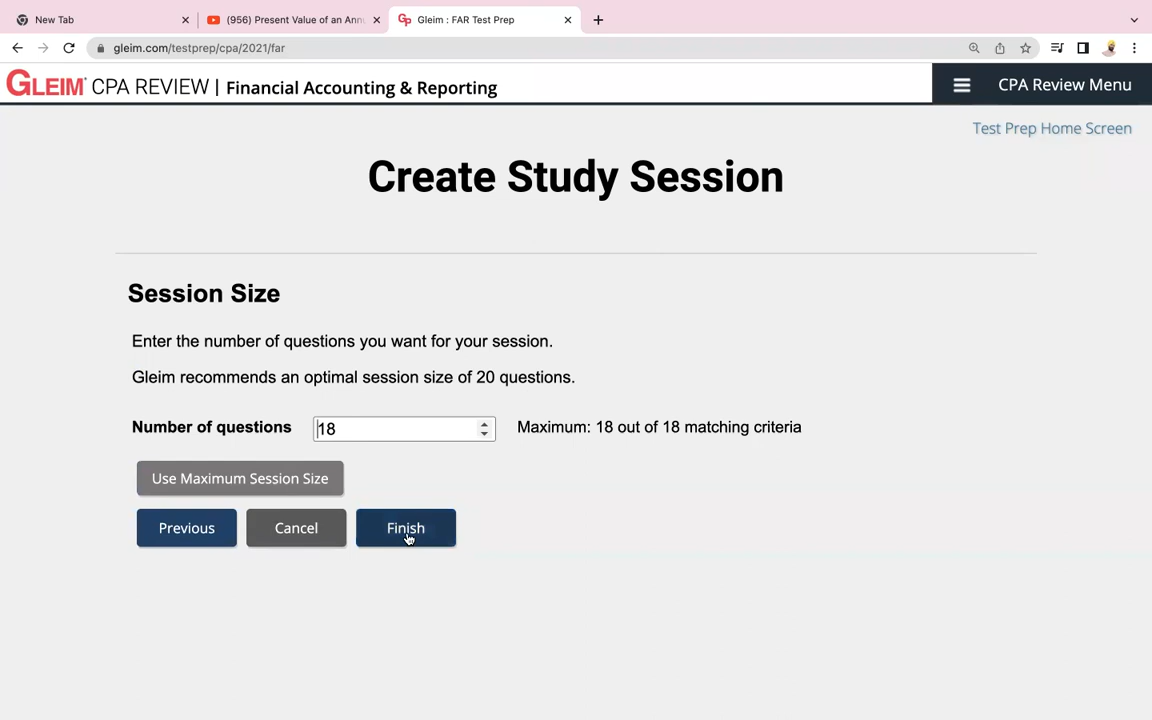 New Tab
(956) Present Value of an Ann
Gleim : FAR Test Prep
gleim.com/testprep/cpa/2021/far
GLEIM CPA REVIEW | Financial Accounting & Reporting
CPA Review Menu
Test Prep Home Screen
Create Study Session
Session Size
Enter the number of questions you want for your session.
Gleim recommends an optimal session size of 20 questions.
Number of questions 18 Maximum: 18 out of 18 matching criteria
Use Maximum Session Size
Previous Cancel Finish